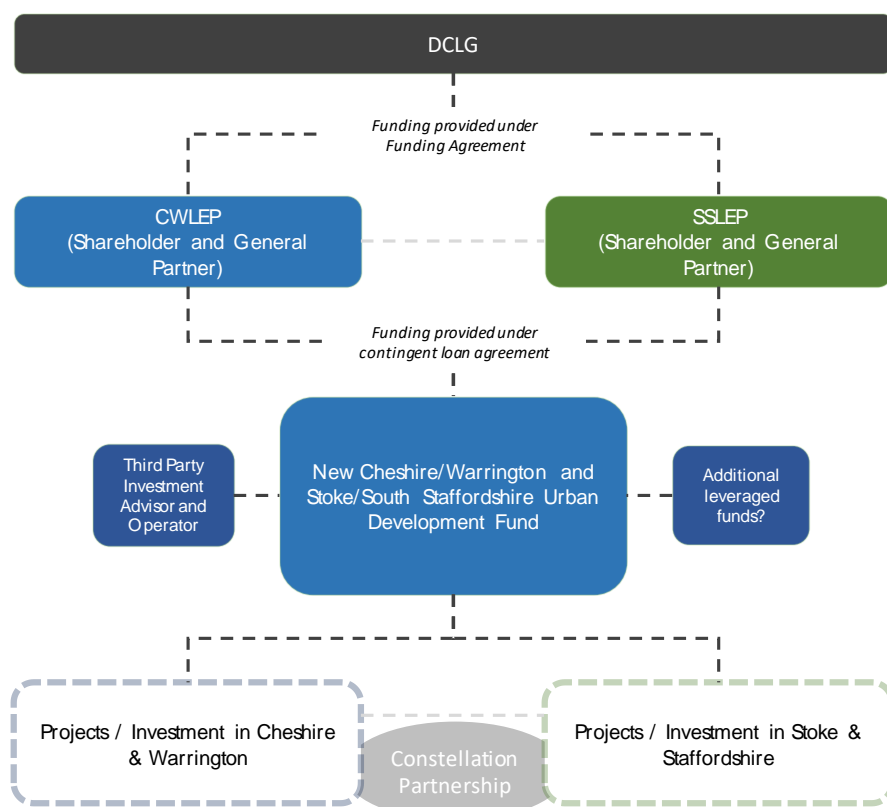 DCLG
Funding provided under
Funding Agreement
CWLEP
(Shareholder and General
Partner)
SSLEP
(Shareholder and General
Partner)
Funding provided under
contingent loan agreement
Third Party
Investment
Advisor and
Operator
New Cheshire/Warrington and
Stoke/South Staffordshire Urban
Development Fund
Additional
leveraged
funds?
Projects / Investment in Cheshire
& Warrington
Constellation
Partnership
Projects / Investment in Stoke &
Staffordshire